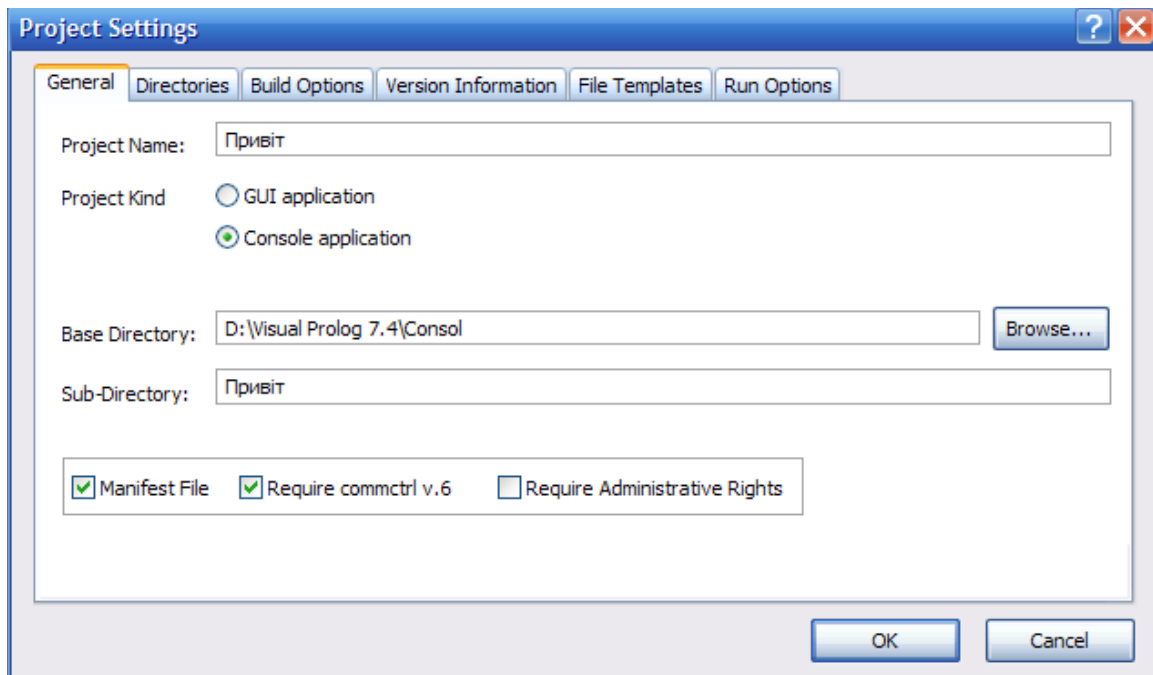 Project Settings
General Directories Build Options Version Information File Templates Run Options
Project Name: Привіт
Project Kind GUI application
Console application
Base Directory: D:\Visual Prolog 7.4\Consol Browse...
Sub-Directory: Привіт
Manifest File Require commctrl v.6 Require Administrative Rights
OK Cancel